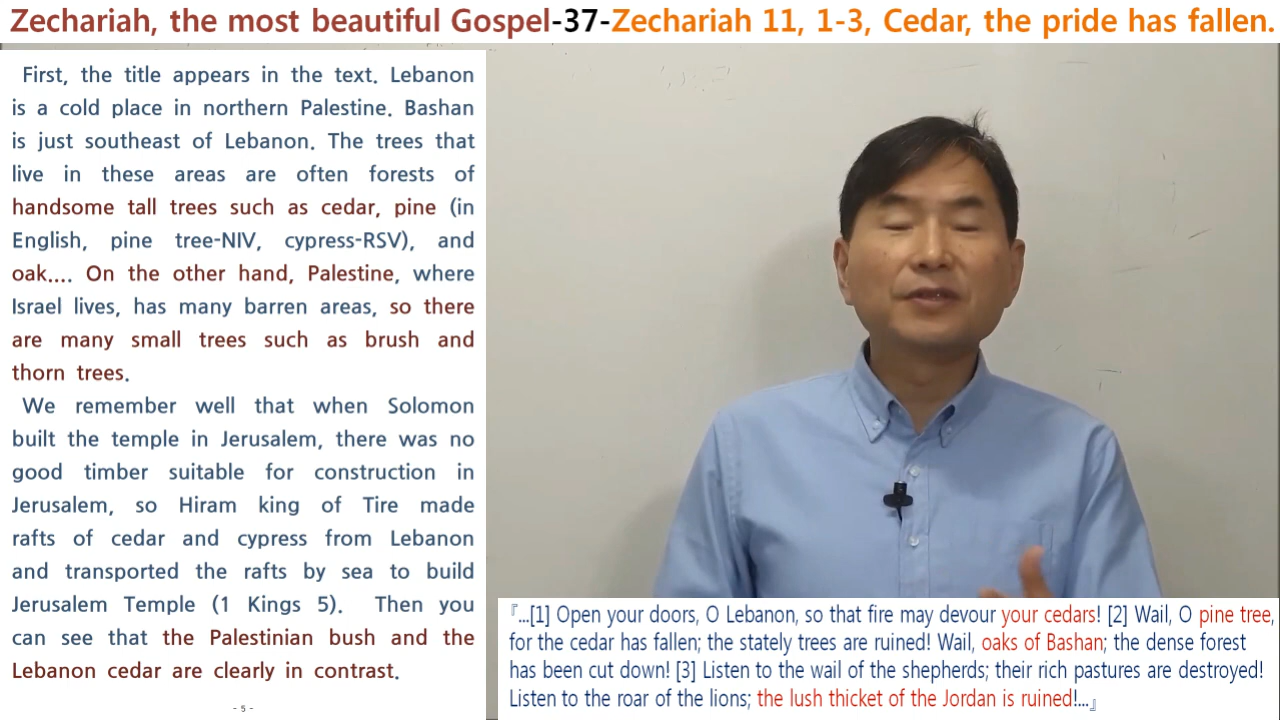 Zechariah, the most beautiful Gospel-37-Zechariah 11, 1-3, Cedar, the pride has fallen.
First, the title appears in the text. Lebanon
is a cold place in northern Palestine. Bashan
is just southeast of Lebanon. The trees that
live in these areas are often forests of
handsome tall trees such as cedar, pine (in
English, pine tree-NIV, cypress-RSV), and
oak.... On the other hand, Palestine, where
Israel lives, has many barren areas, so there
are many small trees such as brush and
thorn trees.
We remember well that when Solomon
built the temple in Jerusalem, there was no
good timber suitable for construction in
Jerusalem, so Hiram king of Tire made
rafts of cedar and cypress from Lebanon
and transported the rafts by sea to build
Jerusalem Temple (1 Kings 5). Then you
can see that the Palestinian bush and the
Lebanon cedar are clearly in contrast.
- 5 -
『...[1] Open your doors, O Lebanon, so that fire may devour your cedars! [2] Wail, O pine tree,
for the cedar has fallen; the stately trees are ruined! Wail, oaks of Bashan; the dense forest
has been cut down! [3] Listen to the wail of the shepherds; their rich pastures are destroyed!
Listen to the roar of the lions; the lush thicket of the Jordan is ruined!...』